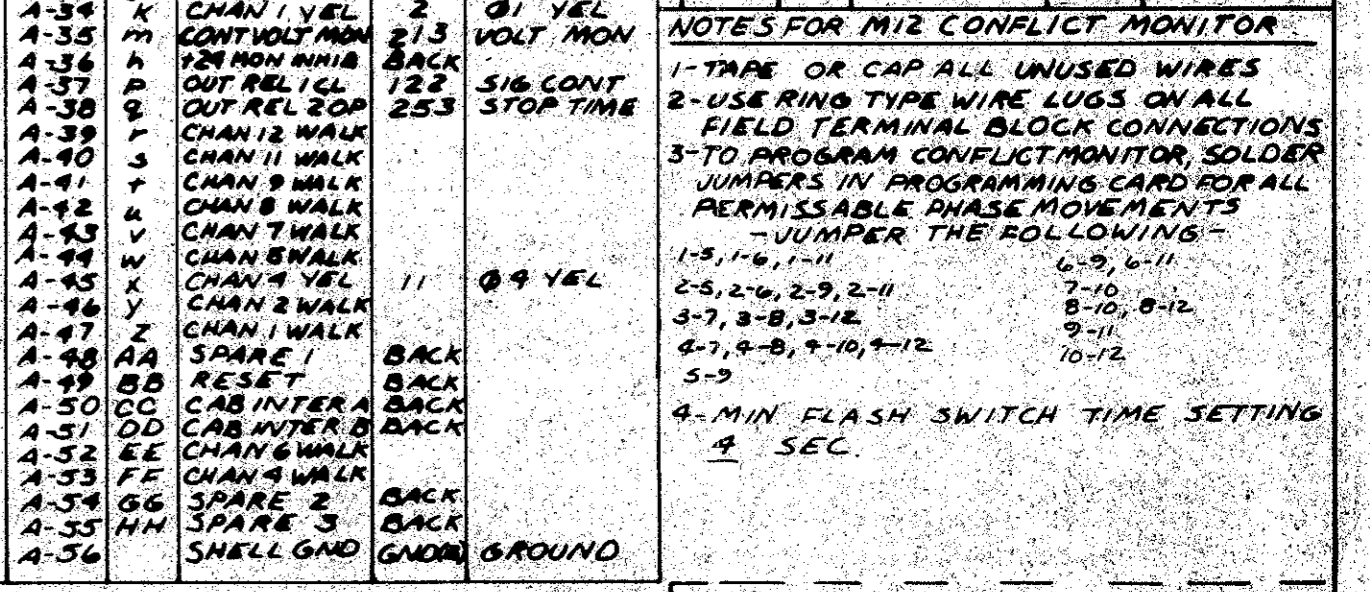 A-34 K CHAN 1 YEL 2 Ø1 YEL
A-35 m CONT VOLT MON 213 VOLT MON
A-36 n +24 MON INHIB BACK
A-37 P OUT REL 1 CL 122 SIG CONT
A-38 q OUT REL 2 OP 253 STOP TIME
A-39 r CHAN 12 WALK
A-40 s CHAN 11 WALK
A-41 t CHAN 9 WALK
A-42 u CHAN 8 WALK
A-43 v CHAN 7 WALK
A-44 w CHAN 5 WALK
A-45 x CHAN 4 YEL 11 Ø4 YEL
A-46 y CHAN 2 WALK
A-47 z CHAN 1 WALK
A-48 AA SPARE 1 BACK
A-49 BB RESET BACK
A-50 CC CAB INTER A BACK
A-51 DD CAB INTER B BACK
A-52 EE CHAN 6 WALK
A-53 FF CHAN 4 WALK
A-54 GG SPARE 2 BACK
A-55 HH SPARE 3 BACK
A-56 SHELL GND GROUND
NOTES FOR M12 CONFLICT MONITOR
1-TAPE OR CAP ALL UNUSED WIRES
2-USE RING TYPE WIRE LUGS ON ALL
FIELD TERMINAL BLOCK CONNECTIONS
3-TO PROGRAM CONFLICT MONITOR, SOLDER
JUMPERS IN PROGRAMMING CARD FOR ALL
PERMISSABLE PHASE MOVEMENTS
-JUMPER THE FOLLOWING-
1-5, 1-6, 1-11
2-5, 2-6, 2-9, 2-11
3-7, 3-8, 3-12
4-7, 4-8, 4-10, 4-12
5-9
6-9, 6-11
7-10
8-10, 8-12
9-11
10-12
4-MIN FLASH SWITCH TIME SETTING
4 SEC.